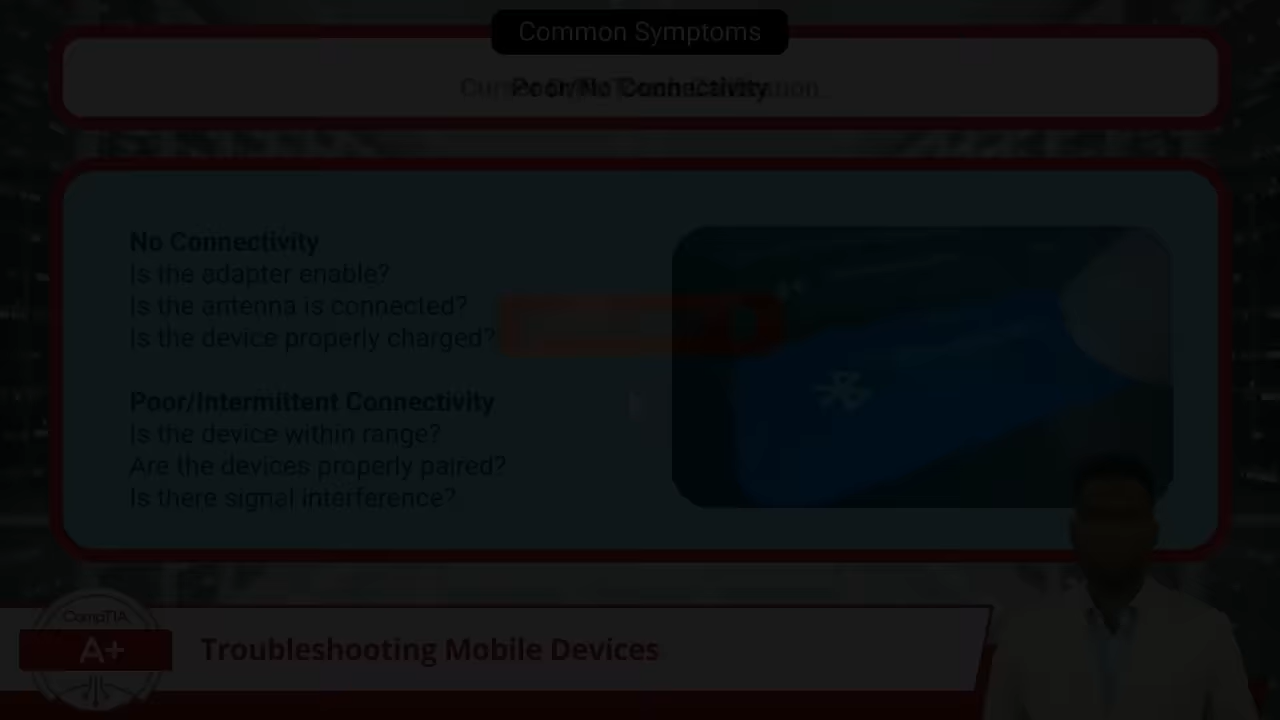 Common Symptoms
Poor/No Connectivity
No Connectivity
Is the adapter enable?
Is the antenna is connected?
Is the device properly charged?
Poor/Intermittent Connectivity
Is the device within range?
Are the devices properly paired?
Is there signal interference?
CompTIA
A+
Troubleshooting Mobile Devices